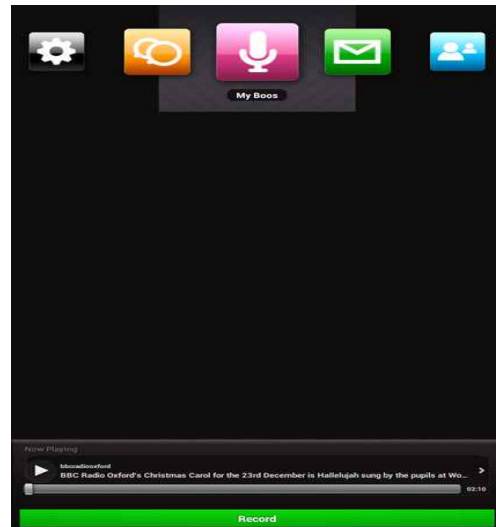 My Boos
Now Playing
bbcradiooxford
BBC Radio Oxford's Christmas Carol for the 23rd December is Hallelujah sung by the pupils at Wo...
02:10
Record